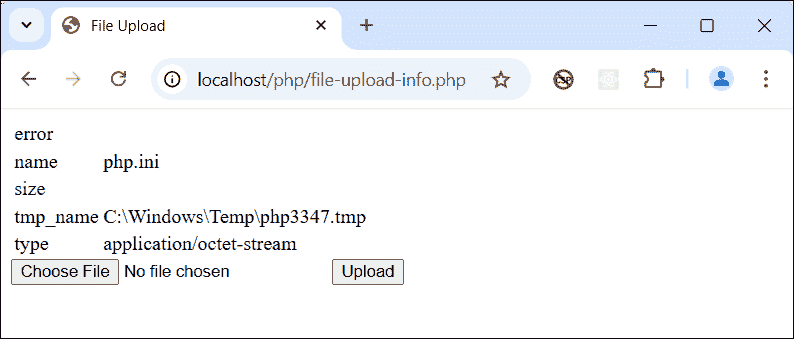 File Upload
localhost/php/file-upload-info.php
error
name php.ini
size
tmp_name C:\Windows\Temp\php3347.tmp
type application/octet-stream
Choose File No file chosen Upload